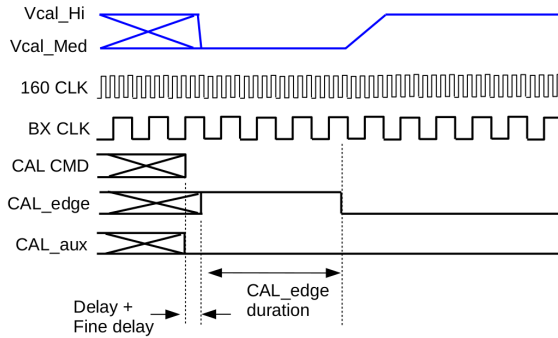 Vcal_Hi
Vcal_Med
160 CLK
BX CLK
CAL CMD
CAL_edge
CAL_aux
CAL_edge
duration
Delay +
Fine delay